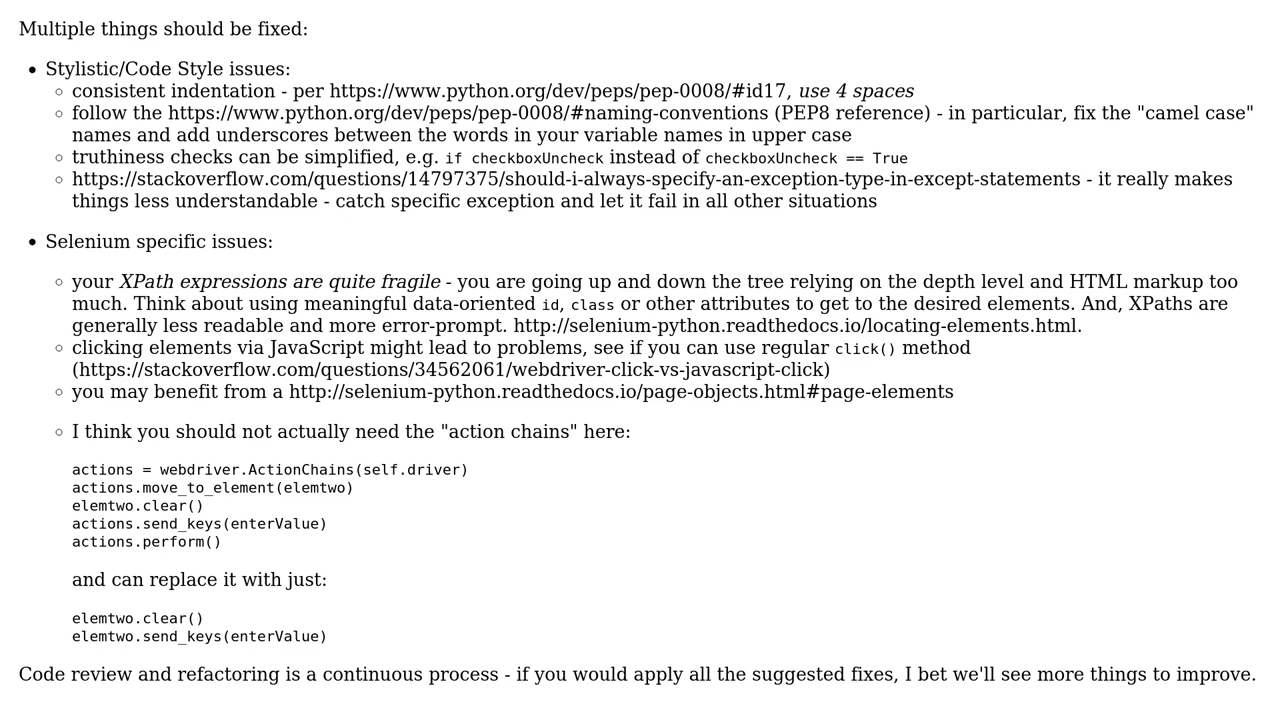 Multiple things should be fixed:
• Stylistic/Code Style issues:
◦ consistent indentation - per https://www.python.org/dev/peps/pep-0008/#id17, use 4 spaces
◦ follow the https://www.python.org/dev/peps/pep-0008/#naming-conventions (PEP8 reference) - in particular, fix the "camel case"
names and add underscores between the words in your variable names in upper case
◦ truthiness checks can be simplified, e.g. if checkboxUncheck instead of checkboxUncheck == True
◦ https://stackoverflow.com/questions/14797375/should-i-always-specify-an-exception-type-in-except-statements - it really makes
things less understandable - catch specific exception and let it fail in all other situations
• Selenium specific issues:
◦ your XPath expressions are quite fragile - you are going up and down the tree relying on the depth level and HTML markup too
much. Think about using meaningful data-oriented id, class or other attributes to get to the desired elements. And, XPaths are
generally less readable and more error-prompt. http://selenium-python.readthedocs.io/locating-elements.html.
◦ clicking elements via JavaScript might lead to problems, see if you can use regular click() method
(https://stackoverflow.com/questions/34562061/webdriver-click-vs-javascript-click)
◦ you may benefit from a http://selenium-python.readthedocs.io/page-objects.html#page-elements
◦ I think you should not actually need the "action chains" here:
actions = webdriver.ActionChains(self.driver)
actions.move_to_element(elemtwo)
elemtwo.clear()
actions.send_keys(enterValue)
actions.perform()
and can replace it with just:
elemtwo.clear()
elemtwo.send_keys(enterValue)
Code review and refactoring is a continuous process - if you would apply all the suggested fixes, I bet we'll see more things to improve.